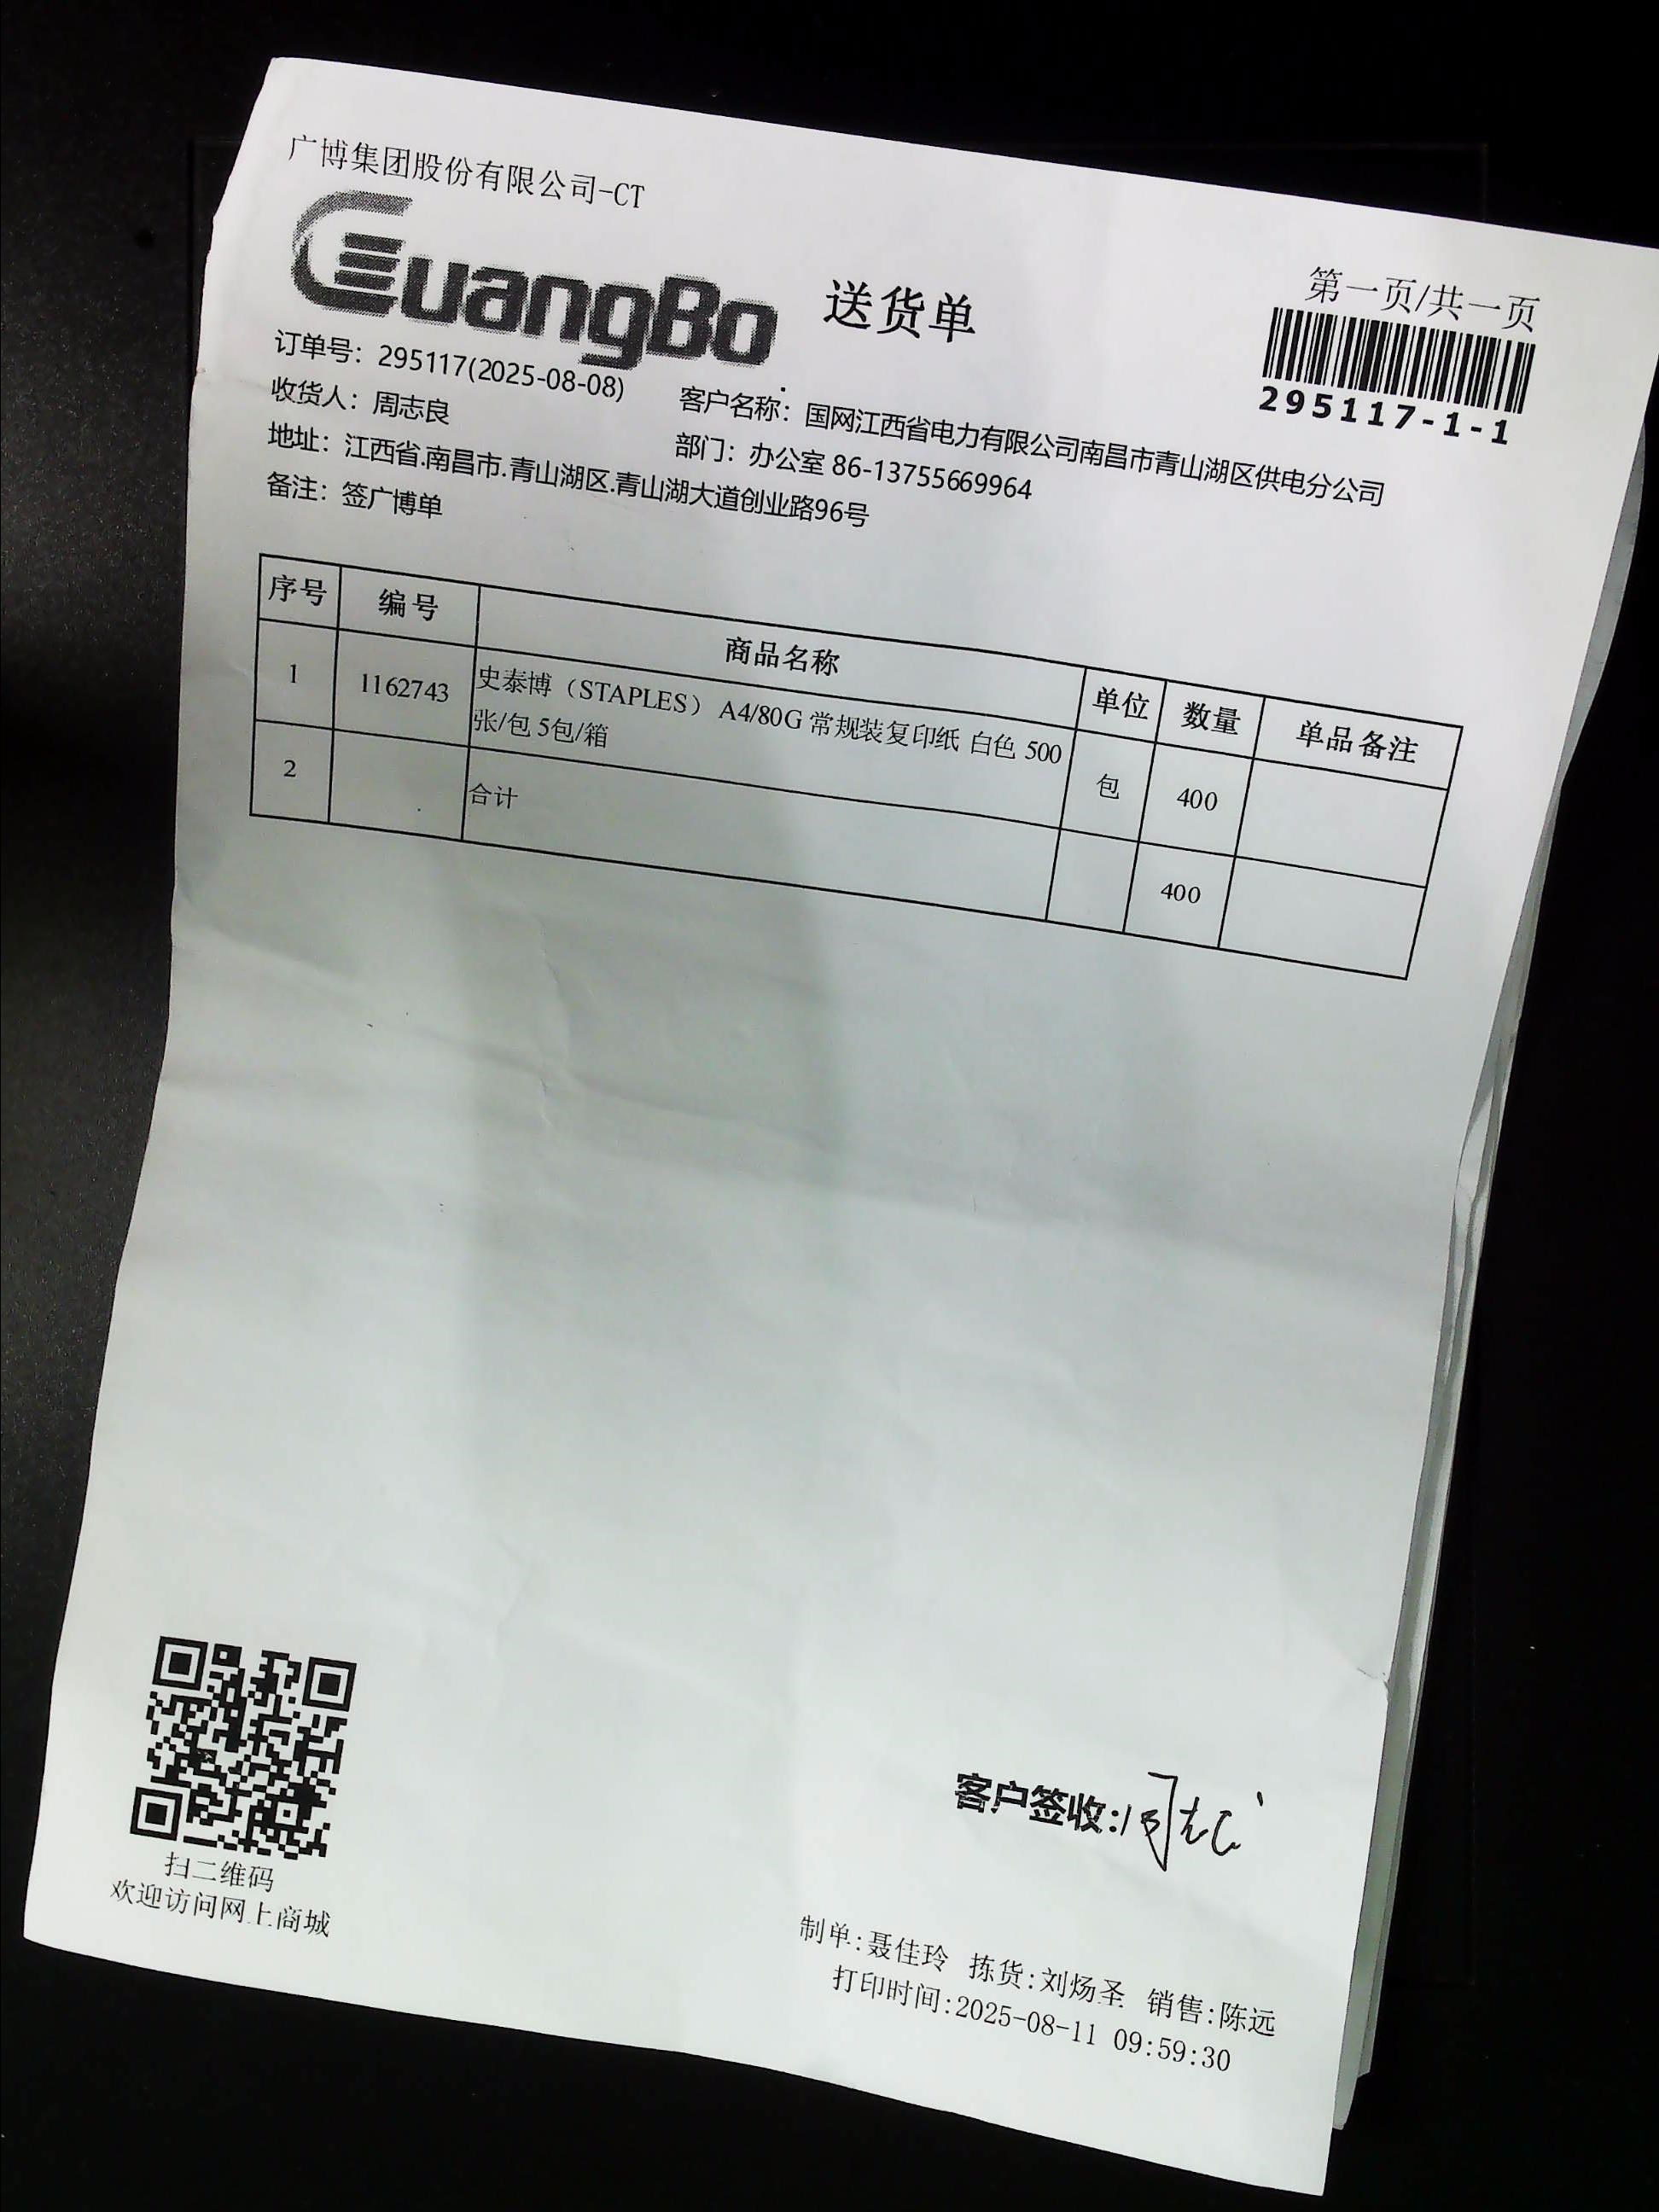 广博集团股份有限公司-CT
GuangBo
送货单
第一页/共一页
295117-1-1
订单号：295117(2025-08-08)
客户名称：国网江西省电力有限公司南昌市青山湖区供电分公司
收货人：周志良
部门：办公室 86-13755669964
地址：江西省.南昌市.青山湖区.青山湖大道创业路96号
备注：签广博单
序号 编号 商品名称 单位 数量 单品备注
1 1162743 史泰博（STAPLES） A4/80G 常规装复印纸 白色 500 包 400
张/包 5包/箱
2 合计 400
客户签收:
扫二维码
欢迎访问网上商城
制单:聂佳玲 拣货:刘炀圣 销售:陈远
打印时间:2025-08-11 09:59:30